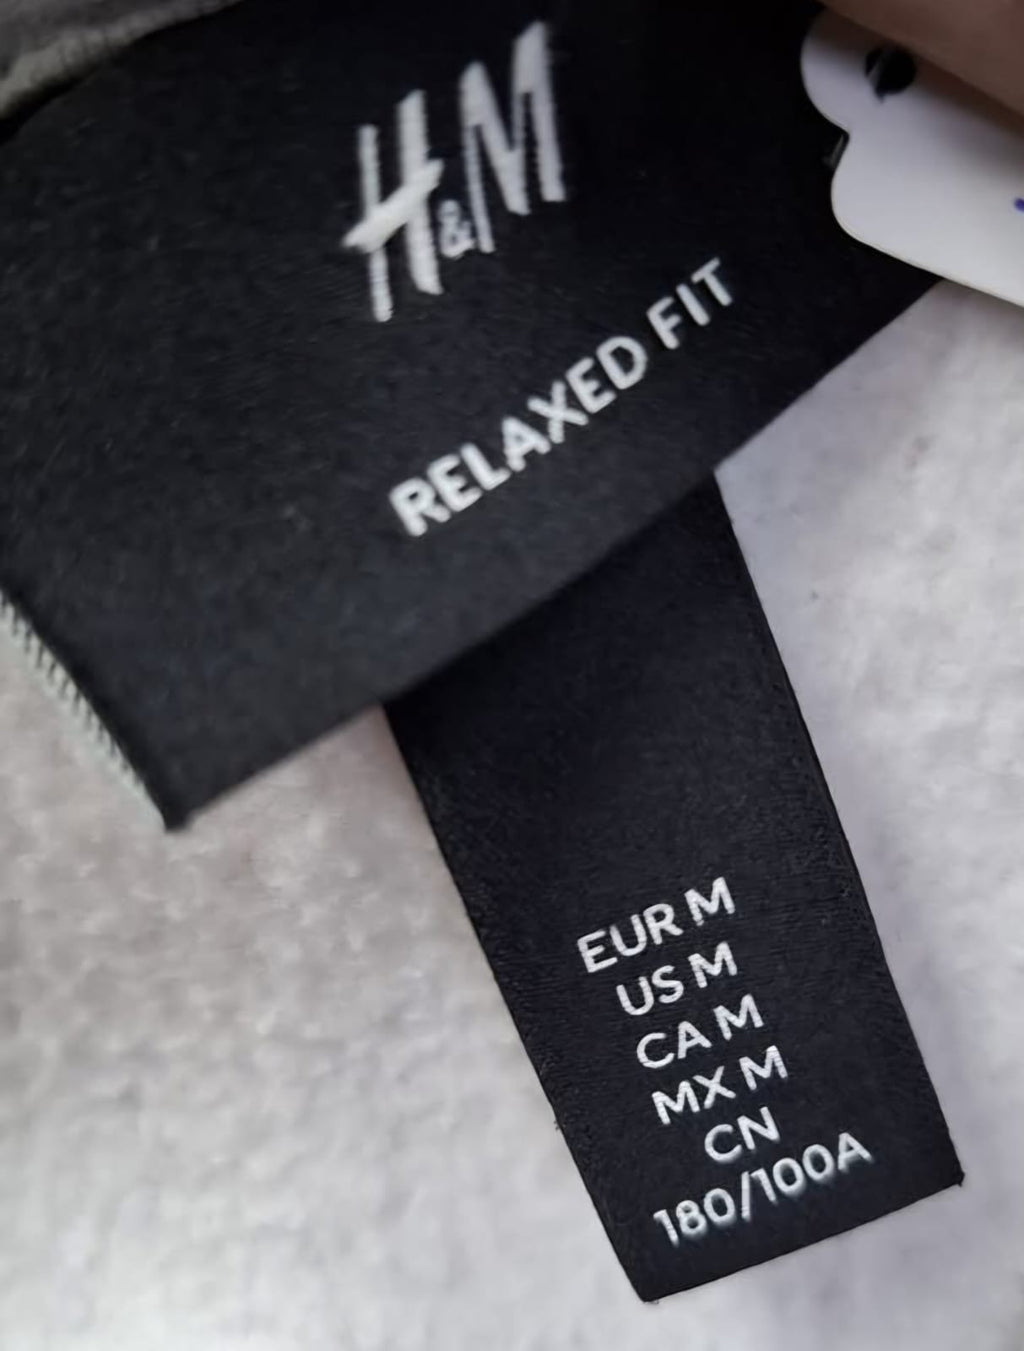 H&M
RELAXED FIT
EUR M
US M
CA M
MX M
CN
180/100A